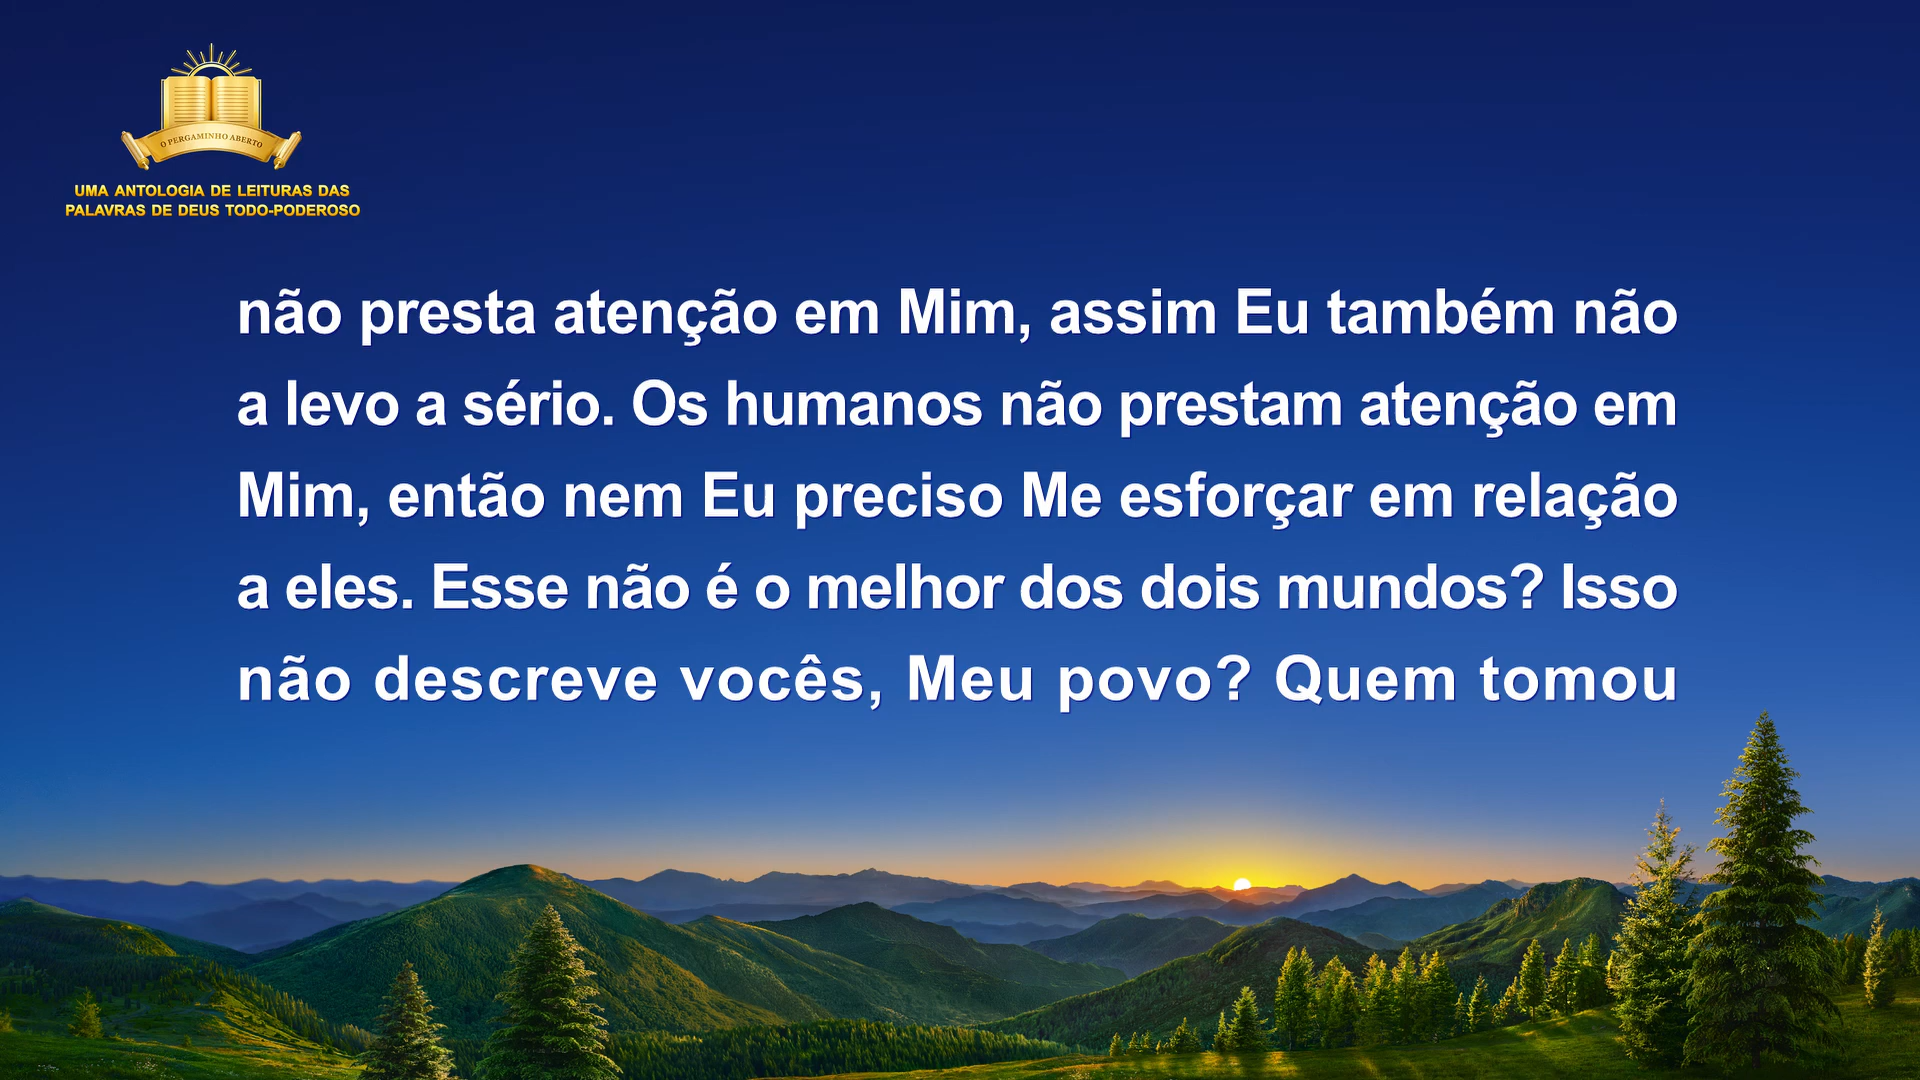 O PERGAMINHO ABERTO
UMA ANTOLOGIA DE LEITURAS DAS
PALAVRAS DE DEUS TODO-PODEROSO
não presta atenção em Mim, assim Eu também não
a levo a sério. Os humanos não prestam atenção em
Mim, então nem Eu preciso Me esforçar em relação
a eles. Esse não é o melhor dos dois mundos? Isso
não descreve vocês, Meu povo? Quem tomou